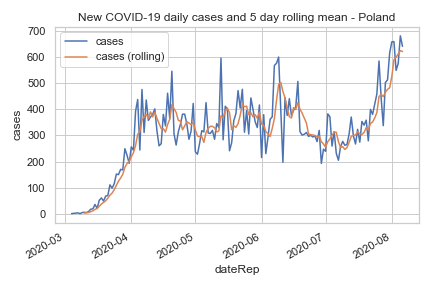 New COVID-19 daily cases and 5 day rolling mean - Poland
cases
cases (rolling)
700
600
500
400
300
200
100
0
cases
2020-03
2020-04
2020-05
2020-06
2020-07
2020-08
dateRep